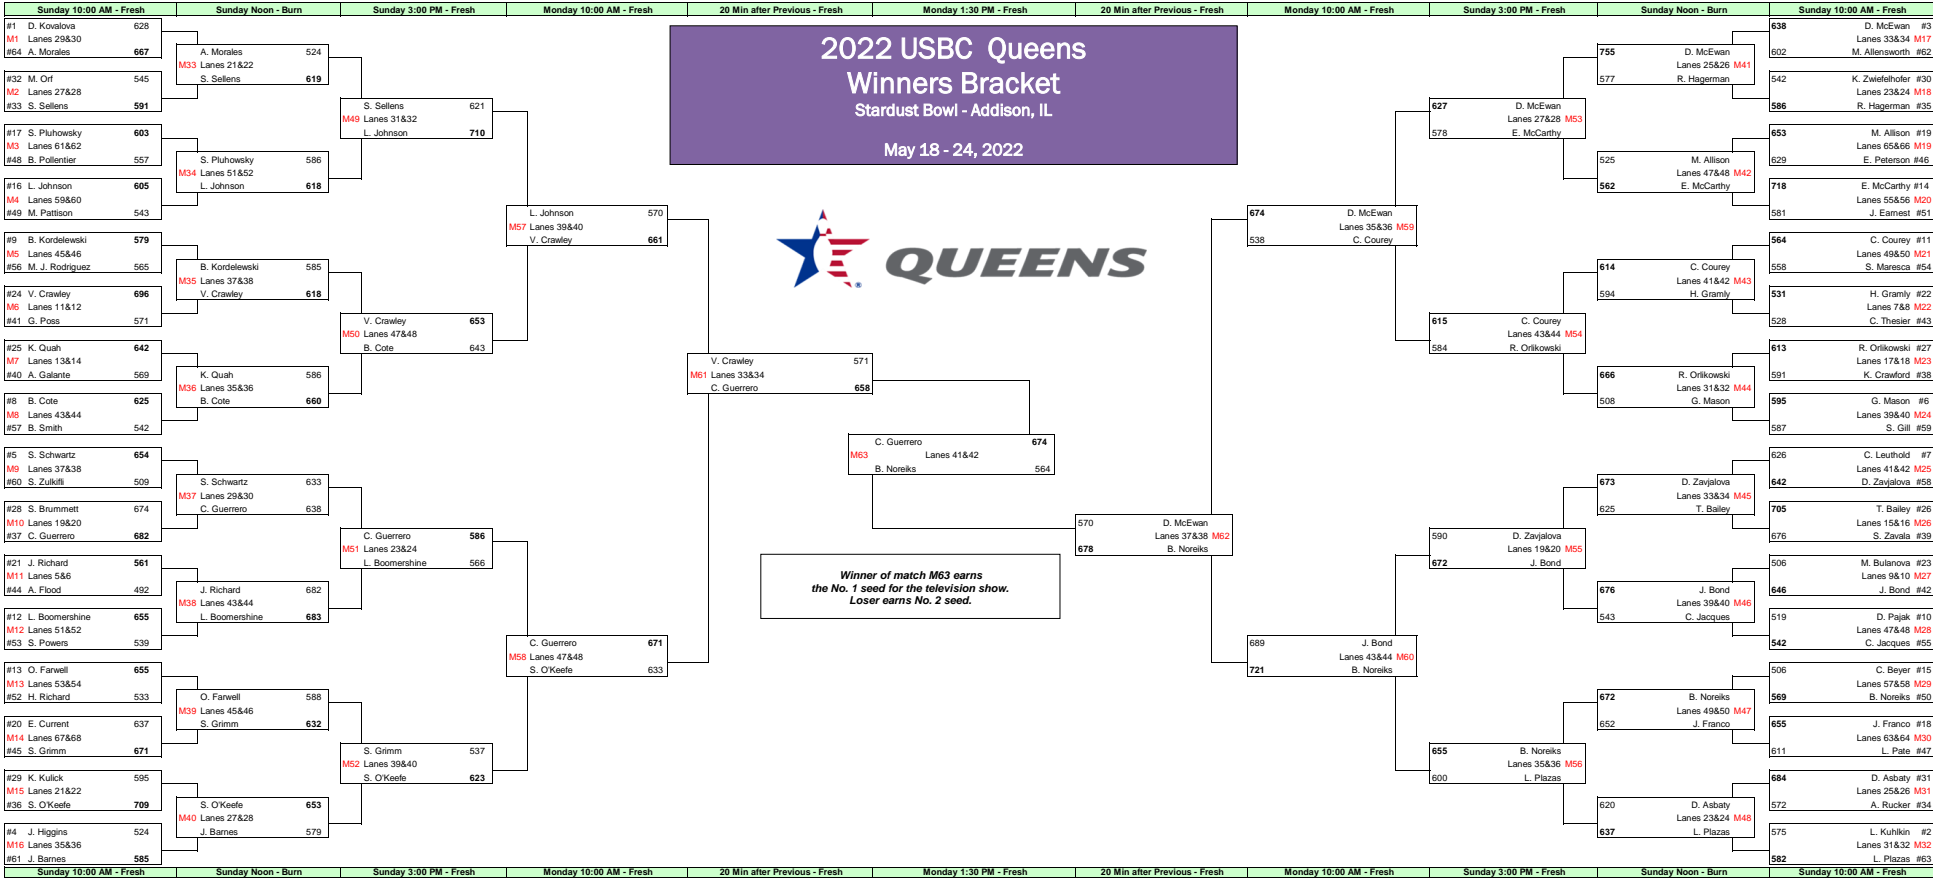 Sunday 10:00 AM - Fresh
Sunday Noon - Burn
Sunday 3:00 PM - Fresh
Monday 10:00 AM - Fresh
20 Min after Previous - Fresh
Monday 1:30 PM - Fresh
20 Min after Previous - Fresh
Monday 10:00 AM - Fresh
Sunday 3:00 PM - Fresh
Sunday Noon - Burn
Sunday 10:00 AM - Fresh
2022 USBC Queens
Winners Bracket
Stardust Bowl - Addison, IL
May 18 - 24, 2022
QUEENS
#1 D. Kovalova 628
M1 Lanes 29&30
#64 A. Morales 667
#32 M. Orf 545
M2 Lanes 27&28
#33 S. Sellens 591
#17 S. Pluhowsky 603
M3 Lanes 61&62
#48 B. Pollentier 557
#16 L. Johnson 605
M4 Lanes 59&60
#49 M. Pattison 543
#9 B. Kordelewski 579
M5 Lanes 45&46
#56 M. J. Rodriguez 565
#24 V. Crawley 696
M6 Lanes 11&12
#41 G. Poss 571
#25 K. Quah 642
M7 Lanes 13&14
#40 A. Galante 569
#8 B. Cote 625
M8 Lanes 43&44
#57 B. Smith 542
#5 S. Schwartz 654
M9 Lanes 37&38
#60 S. Zulkifli 509
#28 S. Brummett 674
M10 Lanes 19&20
#37 C. Guerrero 682
#21 J. Richard 561
M11 Lanes 5&6
#44 A. Flood 492
#12 L. Boomershine 655
M12 Lanes 51&52
#53 S. Powers 539
#13 O. Farwell 655
M13 Lanes 53&54
#52 H. Richard 533
#20 E. Current 637
M14 Lanes 67&68
#45 S. Grimm 671
#29 K. Kulick 595
M15 Lanes 21&22
#36 S. O'Keefe 709
#4 J. Higgins 524
M16 Lanes 35&36
#61 J. Barnes 585
A. Morales 524
M33 Lanes 21&22
S. Sellens 619
S. Pluhowsky 586
M34 Lanes 51&52
L. Johnson 618
B. Kordelewski 585
M35 Lanes 37&38
V. Crawley 618
K. Quah 586
M36 Lanes 35&36
B. Cote 660
S. Schwartz 633
M37 Lanes 29&30
C. Guerrero 638
J. Richard 682
M38 Lanes 43&44
L. Boomershine 683
O. Farwell 588
M39 Lanes 45&46
S. Grimm 632
S. O'Keefe 653
M40 Lanes 27&28
J. Barnes 579
S. Sellens 621
M49 Lanes 31&32
L. Johnson 710
V. Crawley 653
M50 Lanes 47&48
B. Cote 643
C. Guerrero 586
M51 Lanes 23&24
L. Boomershine 566
S. Grimm 537
M52 Lanes 39&40
S. O'Keefe 623
L. Johnson 570
M57 Lanes 39&40
V. Crawley 661
C. Guerrero 671
M58 Lanes 47&48
S. O'Keefe 633
V. Crawley 571
M61 Lanes 33&34
C. Guerrero 658
C. Guerrero 674
M63 Lanes 41&42
B. Noreiks 564
Winner of match M63 earns
the No. 1 seed for the television show.
Loser earns No. 2 seed.
570 D. McEwan
Lanes 37&38 M62
678 B. Noreiks
674 D. McEwan
Lanes 35&36 M59
538 C. Courey
689 J. Bond
Lanes 43&44 M60
721 B. Noreiks
627 D. McEwan
Lanes 27&28 M53
578 E. McCarthy
615 C. Courey
Lanes 43&44 M54
584 R. Orlikowski
590 D. Zavjalova
Lanes 19&20 M55
672 J. Bond
655 B. Noreiks
Lanes 35&36 M56
600 L. Plazas
755 D. McEwan
Lanes 25&26 M41
577 R. Hagerman
525 M. Allison
Lanes 47&48 M42
562 E. McCarthy
614 C. Courey
Lanes 41&42 M43
594 H. Gramly
666 R. Orlikowski
Lanes 31&32 M44
508 G. Mason
673 D. Zavjalova
Lanes 33&34 M45
625 T. Bailey
676 J. Bond
Lanes 39&40 M46
543 C. Jacques
672 B. Noreiks
Lanes 49&50 M47
652 J. Franco
620 D. Asbaty
Lanes 23&24 M48
637 L. Plazas
638 D. McEwan #3
Lanes 33&34 M17
602 M. Allensworth #62
542 K. Zwiefelhofer #30
Lanes 23&24 M18
586 R. Hagerman #35
653 M. Allison #19
Lanes 65&66 M19
629 E. Peterson #46
718 E. McCarthy #14
Lanes 55&56 M20
581 J. Earnest #51
564 C. Courey #11
Lanes 49&50 M21
558 S. Maresca #54
531 H. Gramly #22
Lanes 7&8 M22
528 C. Thesier #43
613 R. Orlikowski #27
Lanes 17&18 M23
591 K. Crawford #38
595 G. Mason #6
Lanes 39&40 M24
587 S. Gill #59
626 C. Leuthold #7
Lanes 41&42 M25
642 D. Zavjalova #58
705 T. Bailey #26
Lanes 15&16 M26
676 S. Zavala #39
506 M. Bulanova #23
Lanes 9&10 M27
646 J. Bond #42
519 D. Pajak #10
Lanes 47&48 M28
542 C. Jacques #55
506 C. Beyer #15
Lanes 57&58 M29
569 B. Noreiks #50
655 J. Franco #18
Lanes 63&64 M30
611 L. Pate #47
684 D. Asbaty #31
Lanes 25&26 M31
572 A. Rucker #34
575 L. Kuhlkin #2
Lanes 31&32 M32
582 L. Plazas #63
Sunday 10:00 AM - Fresh
Sunday Noon - Burn
Sunday 3:00 PM - Fresh
Monday 10:00 AM - Fresh
20 Min after Previous - Fresh
Monday 1:30 PM - Fresh
20 Min after Previous - Fresh
Monday 10:00 AM - Fresh
Sunday 3:00 PM - Fresh
Sunday Noon - Burn
Sunday 10:00 AM - Fresh